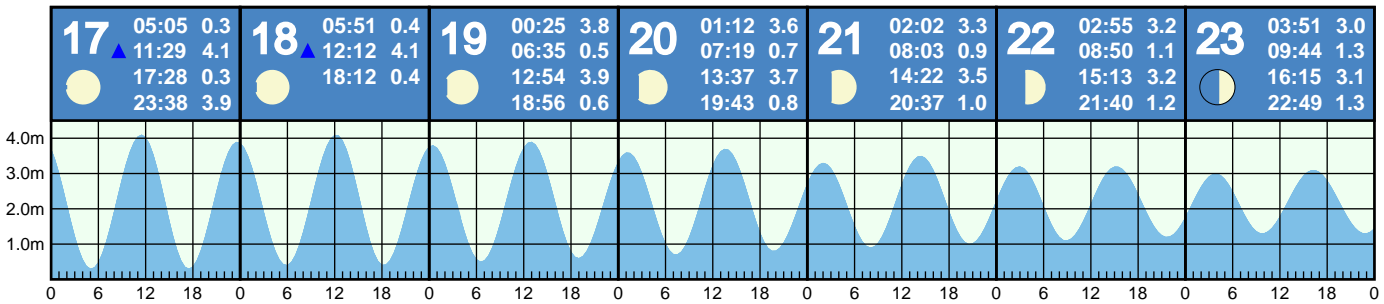 17 05:05 0.3
▲ 11:29 4.1
17:28 0.3
23:38 3.9
18 05:51 0.4
▲ 12:12 4.1
18:12 0.4
19 00:25 3.8
06:35 0.5
12:54 3.9
18:56 0.6
20 01:12 3.6
07:19 0.7
13:37 3.7
19:43 0.8
21 02:02 3.3
08:03 0.9
14:22 3.5
20:37 1.0
22 02:55 3.2
08:50 1.1
15:13 3.2
21:40 1.2
23 03:51 3.0
09:44 1.3
16:15 3.1
22:49 1.3
4.0m
3.0m
2.0m
1.0m
0 6 12 18 0 6 12 18 0 6 12 18 0 6 12 18 0 6 12 18 0 6 12 18 0 6 12 18 0